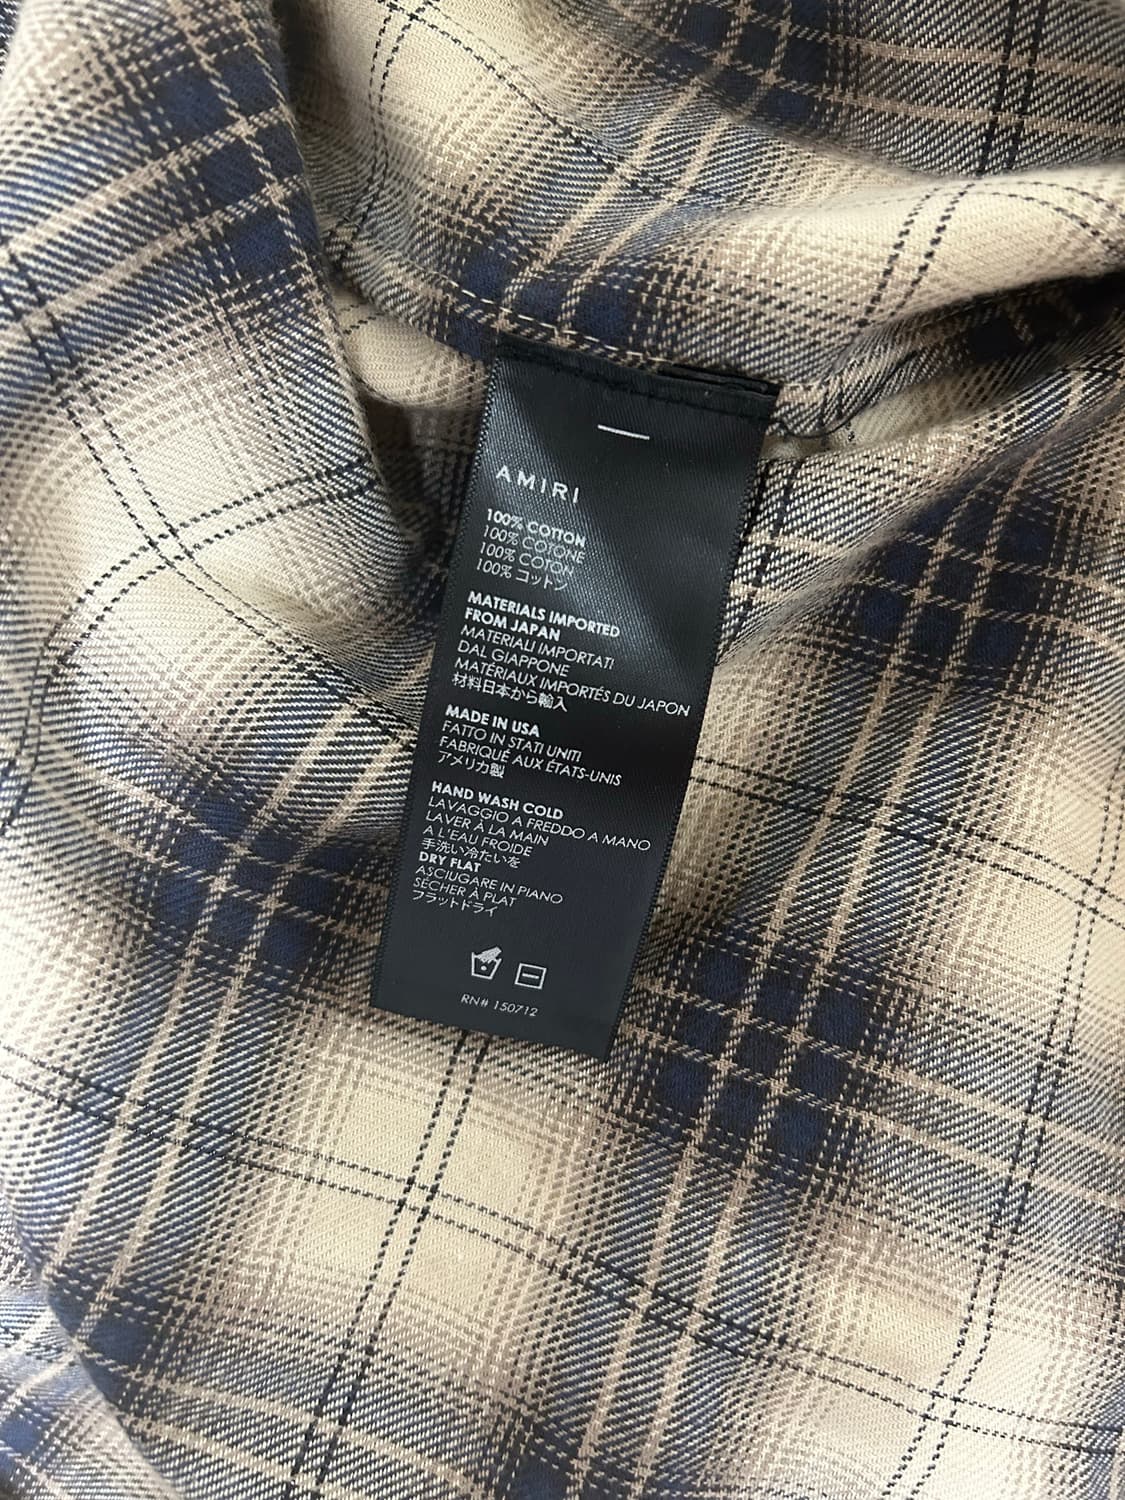 AMIRI
100% COTTON
100% COTONE
100% COTON
100% コットン
MATERIALS IMPORTED
FROM JAPAN
MATERIALI IMPORTATI
DAL GIAPPONE
MATÉRIAUX IMPORTÉS DU JAPON
材料日本から輸入
MADE IN USA
FATTO IN STATI UNITI
FABRIQUÉ AUX ÉTATS-UNIS
アメリカ製
HAND WASH COLD
LAVAGGIO A FREDDO A MANO
LAVER À LA MAIN
A L'EAU FROIDE
手洗い冷たいを
DRY FLAT
ASCIUGARE IN PIANO
SÉCHER À PLAT
フラットドライ
RN# 150712